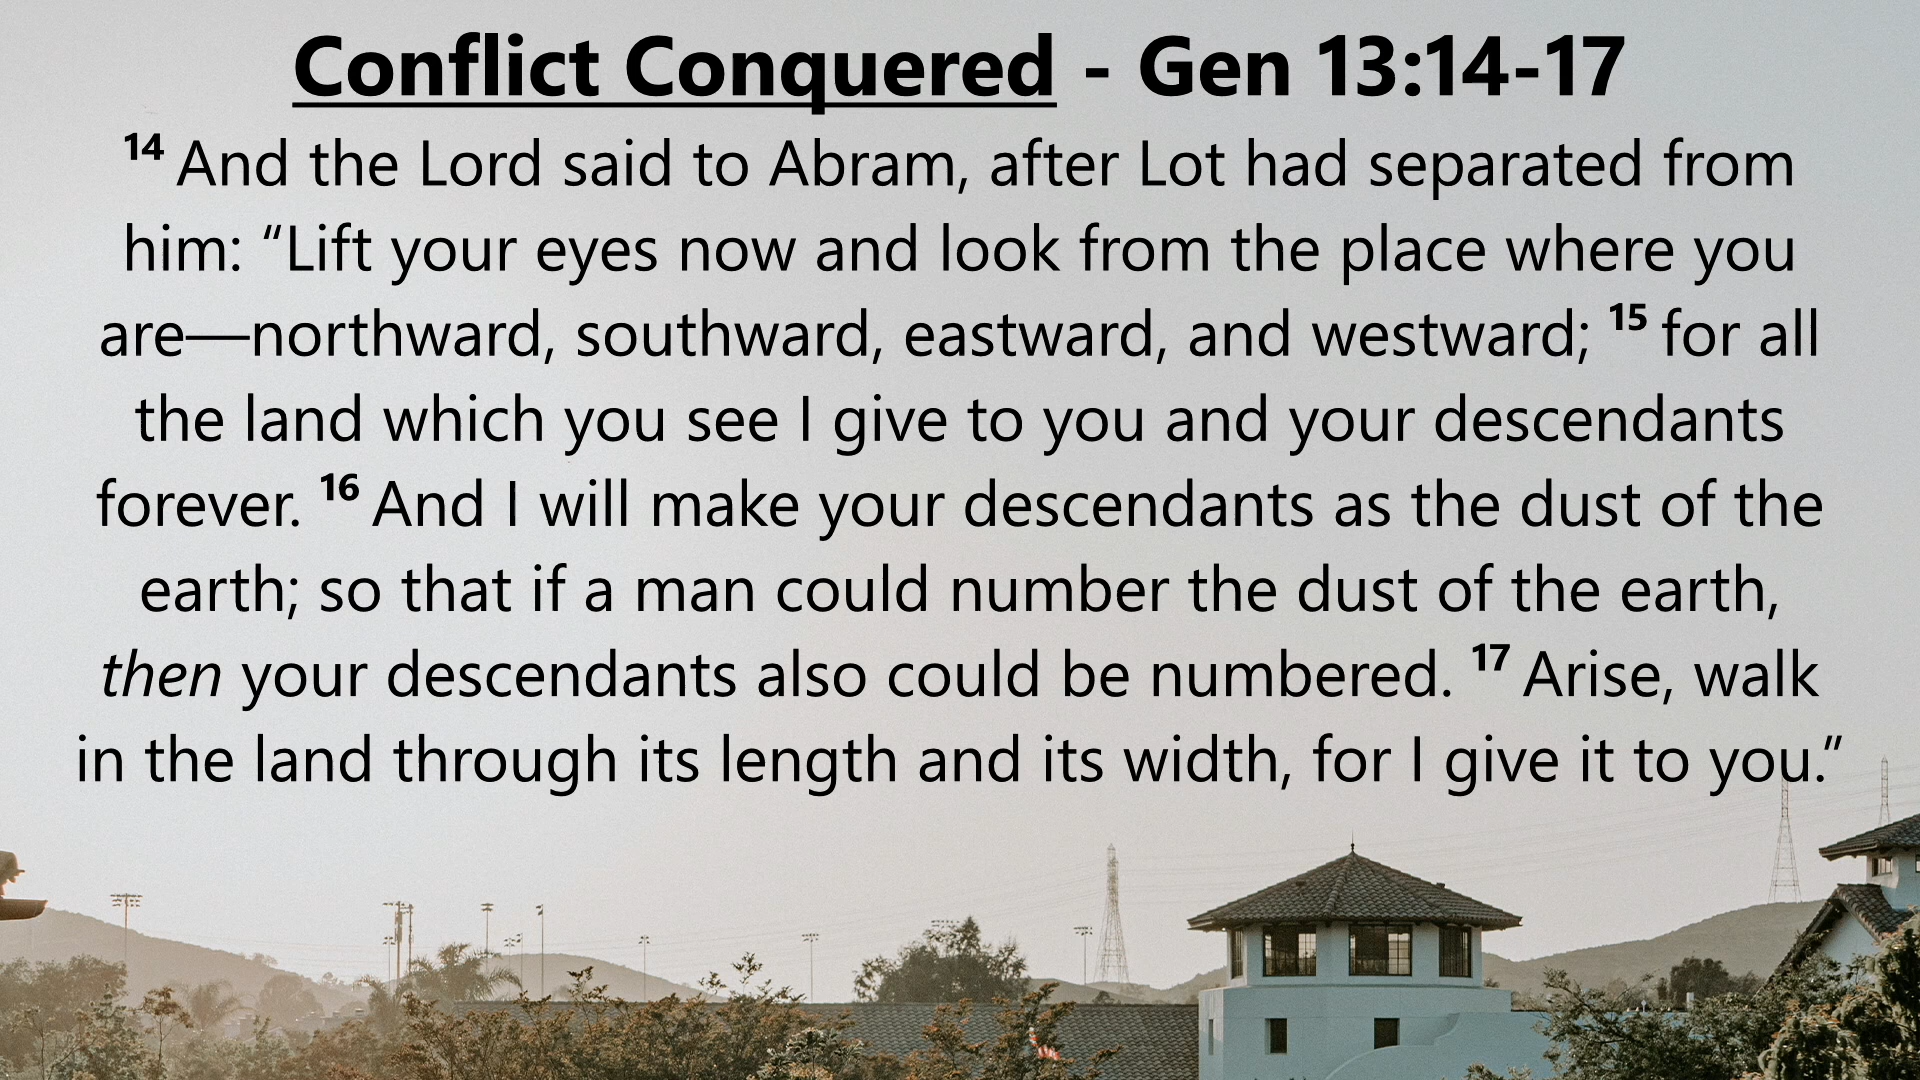 Conflict Conquered - Gen 13:14-17
14 And the Lord said to Abram, after Lot had separated from
him: “Lift your eyes now and look from the place where you
are—northward, southward, eastward, and westward; 15 for all
the land which you see I give to you and your descendants
forever. 16 And I will make your descendants as the dust of the
earth; so that if a man could number the dust of the earth,
then your descendants also could be numbered. 17 Arise, walk
in the land through its length and its width, for I give it to you.”